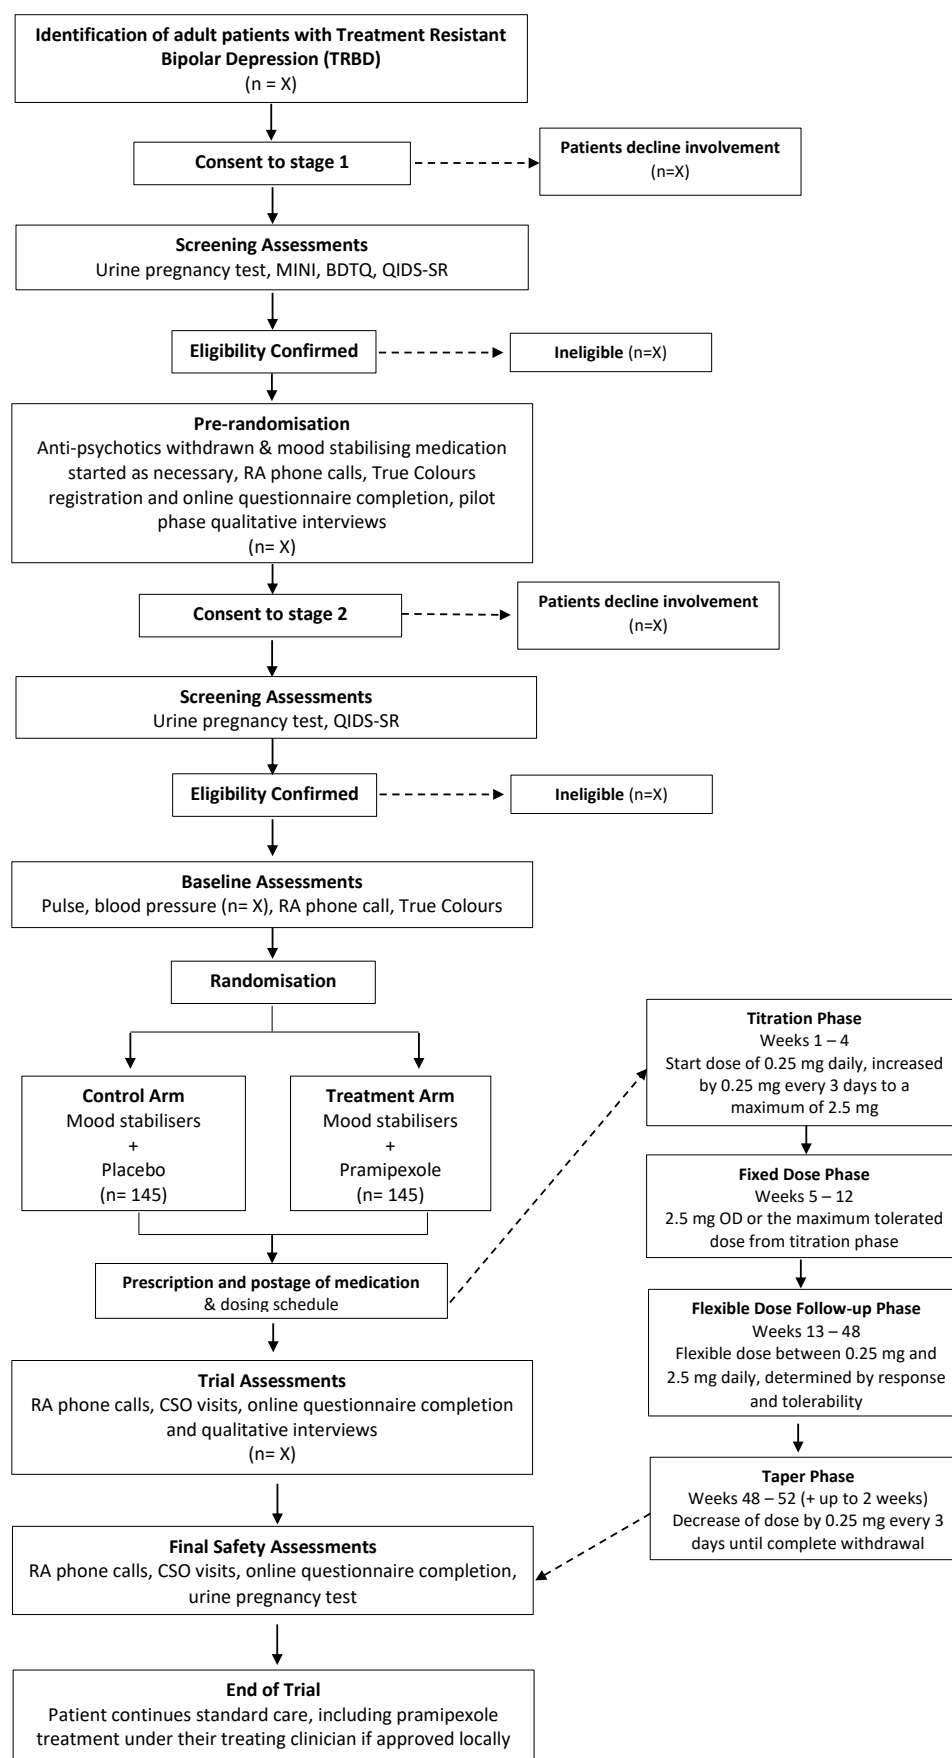 Identification of adult patients with Treatment Resistant
Bipolar Depression (TRBD)
(n = X)
Consent to stage 1
Patients decline involvement
(n=X)
Screening Assessments
Urine pregnancy test, MINI, BDTQ, QIDS-SR
Eligibility Confirmed
Ineligible (n=X)
Pre-randomisation
Anti-psychotics withdrawn & mood stabilising medication
started as necessary, RA phone calls, True Colours
registration and online questionnaire completion, pilot
phase qualitative interviews
(n= X)
Consent to stage 2
Patients decline involvement
(n=X)
Screening Assessments
Urine pregnancy test, QIDS-SR
Eligibility Confirmed
Ineligible (n=X)
Baseline Assessments
Pulse, blood pressure (n= X), RA phone call, True Colours
Randomisation
Control Arm
Mood stabilisers
+
Placebo
(n= 145)
Treatment Arm
Mood stabilisers
+
Pramipexole
(n= 145)
Prescription and postage of medication
& dosing schedule
Titration Phase
Weeks 1 – 4
Start dose of 0.25 mg daily, increased
by 0.25 mg every 3 days to a
maximum of 2.5 mg
Fixed Dose Phase
Weeks 5 – 12
2.5 mg OD or the maximum tolerated
dose from titration phase
Flexible Dose Follow-up Phase
Weeks 13 – 48
Flexible dose between 0.25 mg and
2.5 mg daily, determined by response
and tolerability
Taper Phase
Weeks 48 – 52 (+ up to 2 weeks)
Decrease of dose by 0.25 mg every 3
days until complete withdrawal
Trial Assessments
RA phone calls, CSO visits, online questionnaire completion
and qualitative interviews
(n= X)
Final Safety Assessments
RA phone calls, CSO visits, online questionnaire completion,
urine pregnancy test
End of Trial
Patient continues standard care, including pramipexole
treatment under their treating clinician if approved locally